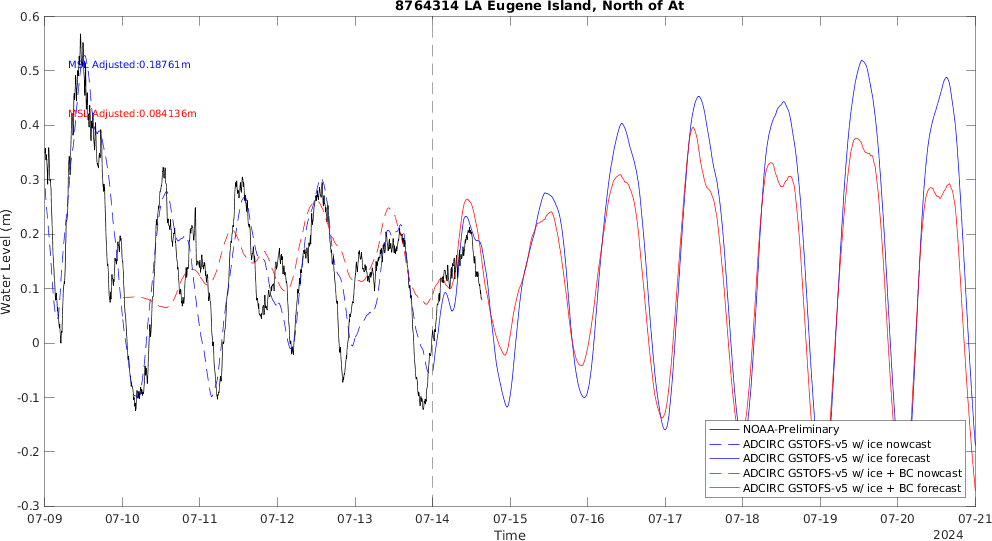 8764314 LA Eugene Island, North of At
0.6
0.5
0.4
0.3
0.2
0.1
0
-0.1
-0.2
-0.3
Water Level (m)
MSL Adjusted:0.18761m
MSL Adjusted:0.084136m
NOAA-Preliminary
ADCIRC GSTOFS-v5 w/ ice nowcast
ADCIRC GSTOFS-v5 w/ ice forecast
ADCIRC GSTOFS-v5 w/ ice + BC nowcast
ADCIRC GSTOFS-v5 w/ ice + BC forecast
07-09 07-10 07-11 07-12 07-13 07-14 07-15 07-16 07-17 07-18 07-19 07-20 07-21
Time
2024